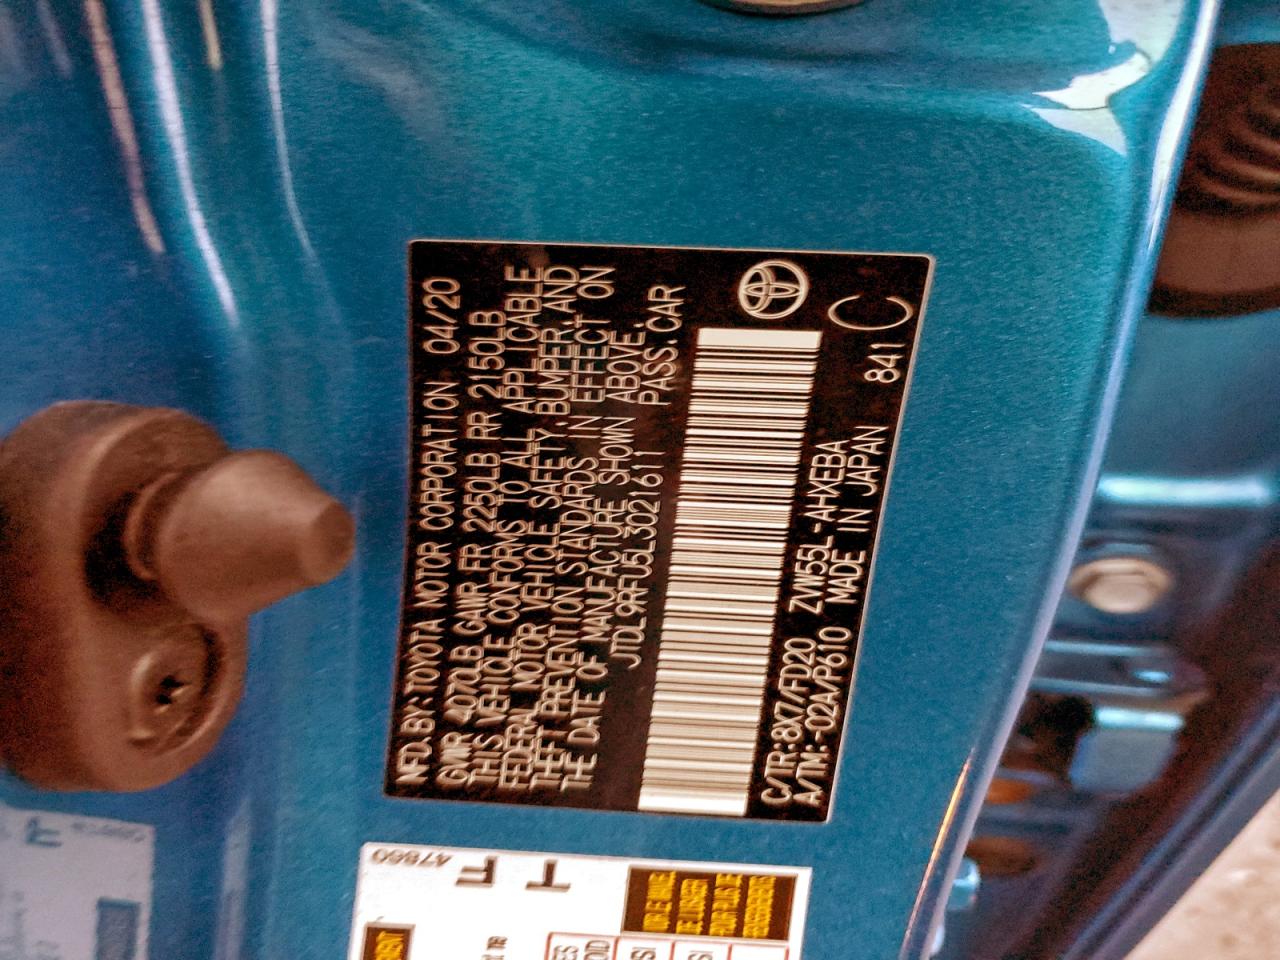 MFD.BY:TOYOTA MOTOR CORPORATION 04/20
GVWR 4070LB GAWR FR 2250LB RR 2150LB
THIS VEHICLE CONFORMS TO ALL APPLICABLE
FEDERAL MOTOR VEHICLE SAFETY, BUMPER, AND
THEFT PREVENTION STANDARDS IN EFFECT ON
THE DATE OF MANUFACTURE SHOWN ABOVE.
JTDL9RFU5L3021611 PASS.CAR
C/TR:8X7/FD20 ZVW55L-AHXEBA
A/TM:-02A/P610 MADE IN JAPAN 841 C
47860